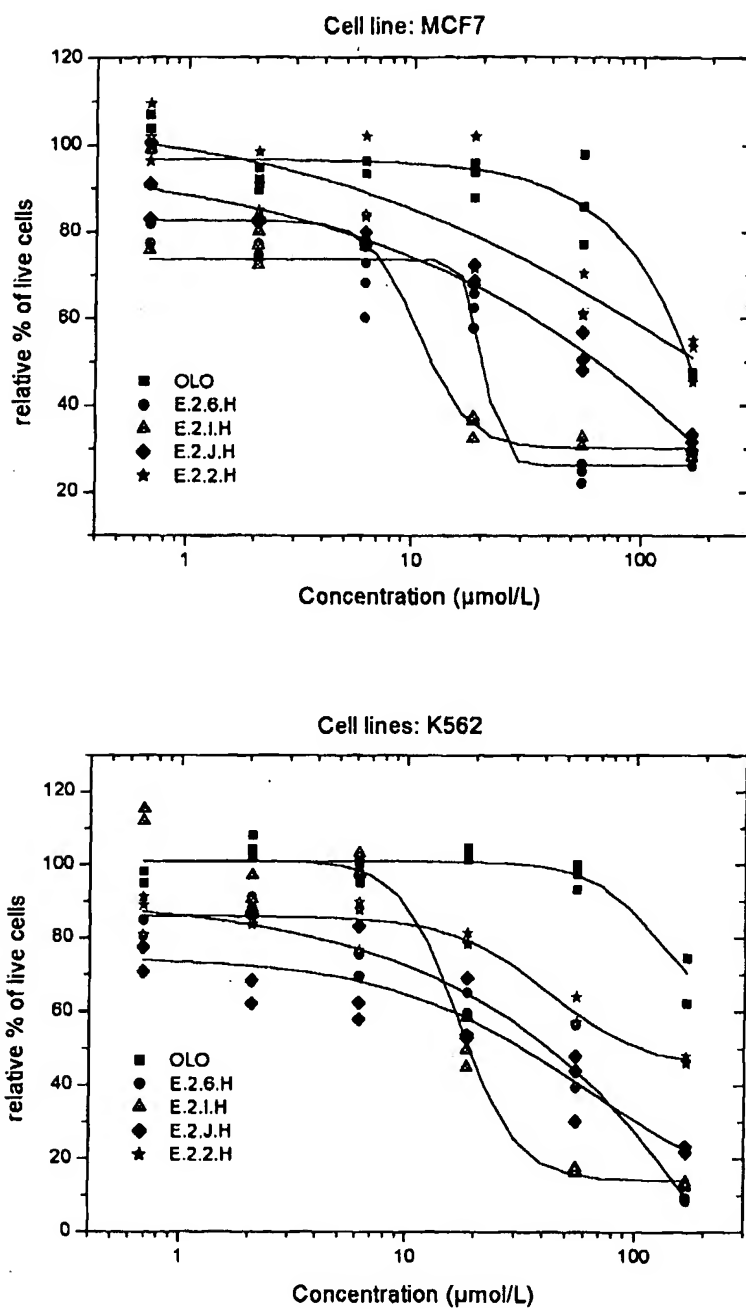 Cell line: MCF7
120
100
80
60
40
20
relative % of live cells
OLO
E.2.6.H
E.2.I.H
E.2.J.H
E.2.2.H
1
10
100
Concentration (µmol/L)
Cell lines: K562
120
100
80
60
40
20
0
relative % of live cells
OLO
E.2.6.H
E.2.I.H
E.2.J.H
E.2.2.H
1
10
100
Concentration (µmol/L)